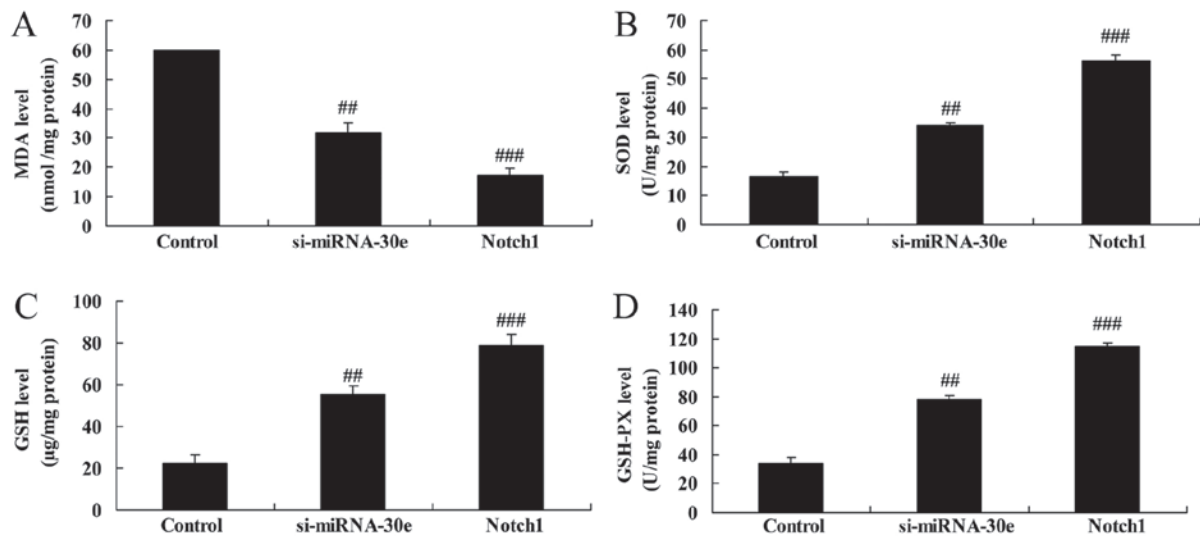 A
MDA level
(nmol /mg protein)
70
60
50
40
30
20
10
0
##
###
Control
si-miRNA-30e
Notch1
B
SOD level
(U/mg protein)
70
60
50
40
30
20
10
0
##
###
Control
si-miRNA-30e
Notch1
C
GSH level
(µg/mg protein)
100
80
60
40
20
0
##
###
Control
si-miRNA-30e
Notch1
D
GSH-PX level
(U/mg protein)
140
120
100
80
60
40
20
0
##
###
Control
si-miRNA-30e
Notch1